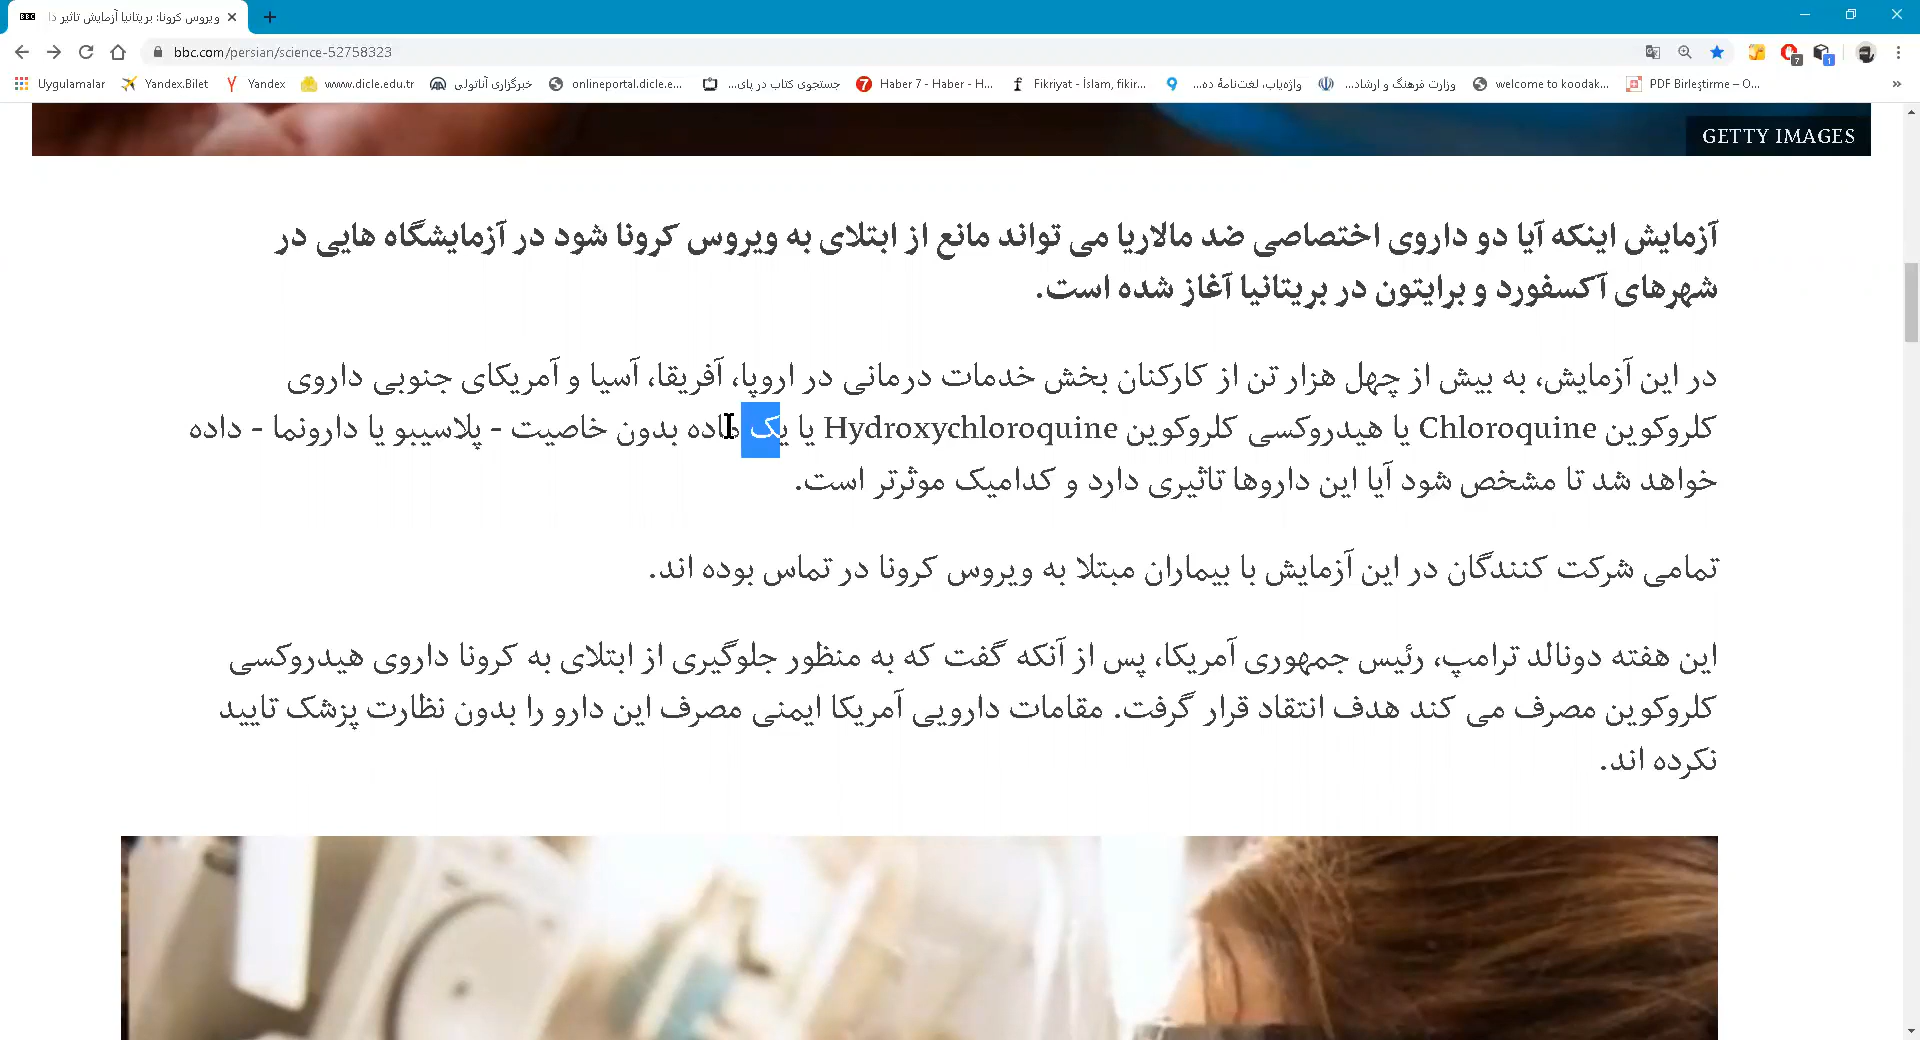 ویروس کرونا: بریتانیا آزمایش تاثیر دا
bbc.com/persian/science-52758323
Uygulamalar
Yandex.Bilet
Yandex
www.dicle.edu.tr
خبرگزاری آناتولی
onlineportal.dicle.e...
جستجوی کتاب در پای...
Haber 7 - Haber - H...
Fikriyat - İslam, fikir...
واژه‌یاب، لغت‌نامهٔ ده...
وزارت فرهنگ و ارشاد...
welcome to koodak...
PDF Birleştirme – O...
GETTY IMAGES
آزمایش اینکه آیا دو داروی اختصاصی ضد مالاریا می تواند مانع از ابتلای به ویروس کرونا شود در آزمایشگاه هایی در
شهرهای آکسفورد و برایتون در بریتانیا آغاز شده است.
در این آزمایش، به بیش از چهل هزار تن از کارکنان بخش خدمات درمانی در اروپا، آفریقا، آسیا و آمریکای جنوبی داروی
کلروکوین Chloroquine یا هیدروکسی کلروکوین Hydroxychloroquine یا یک ماده بدون خاصیت - پلاسیبو یا دارونما - داده
خواهد شد تا مشخص شود آیا این داروها تاثیری دارد و کدامیک موثرتر است.
تمامی شرکت کنندگان در این آزمایش با بیماران مبتلا به ویروس کرونا در تماس بوده اند.
این هفته دونالد ترامپ، رئیس جمهوری آمریکا، پس از آنکه گفت که به منظور جلوگیری از ابتلای به کرونا داروی هیدروکسی
کلروکوین مصرف می کند هدف انتقاد قرار گرفت. مقامات دارویی آمریکا ایمنی مصرف این دارو را بدون نظارت پزشک تایید
نکرده اند.